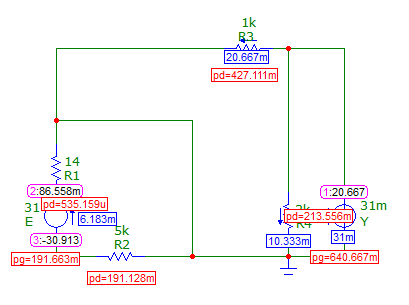 1k
R3
20.667m
pd=427.111m
14
R1
2:86.558m
31
pd=535.159u
E
6.183m
3:-30.913
5k
R2
pg=191.663m
pd=191.128m
1:20.667
31m
pd=213.556m
R4
Y
10.333m
31m
pg=640.667m